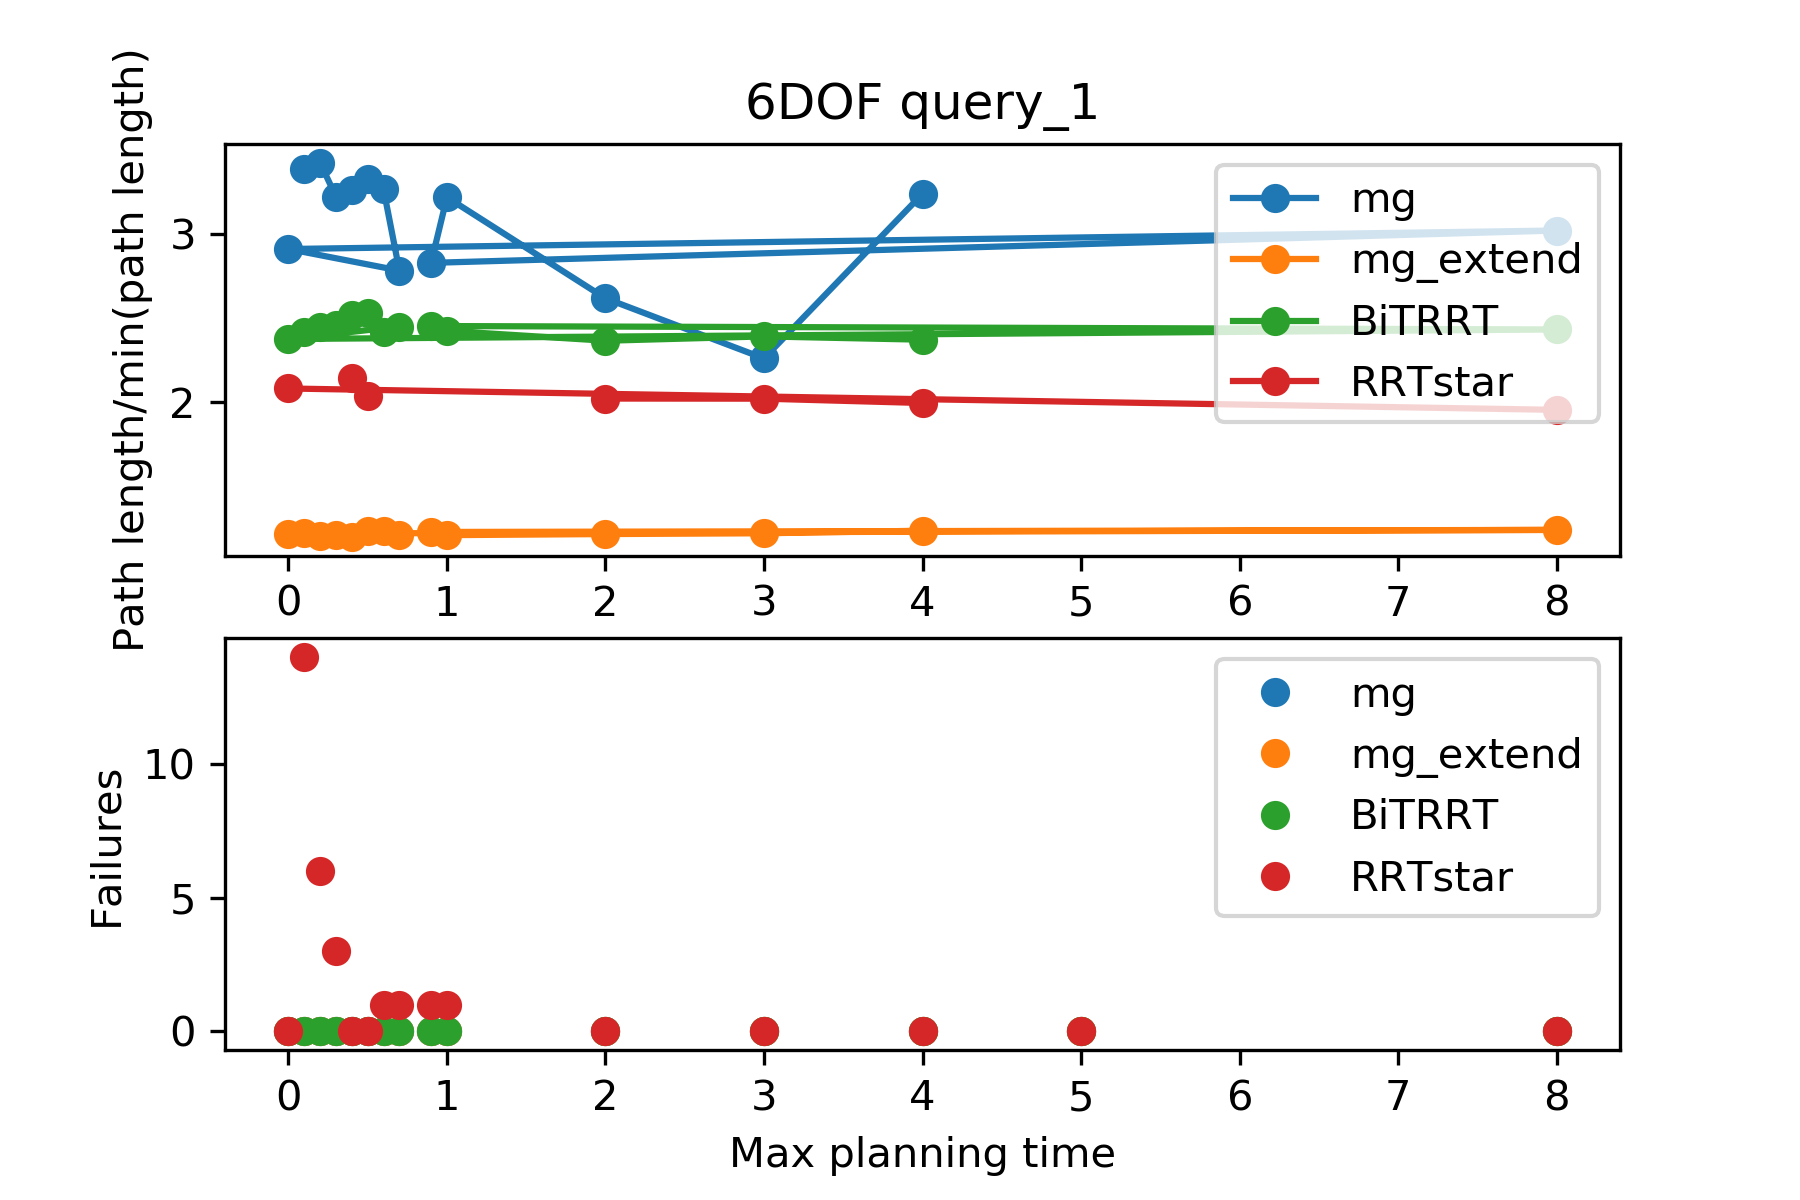 6DOF query_1
Path length/min(path length)
3
2
mg
mg_extend
BiTRRT
RRTstar
0 1 2 3 4 5 6 7 8
Failures
10
5
0
mg
mg_extend
BiTRRT
RRTstar
0 1 2 3 4 5 6 7 8
Max planning time